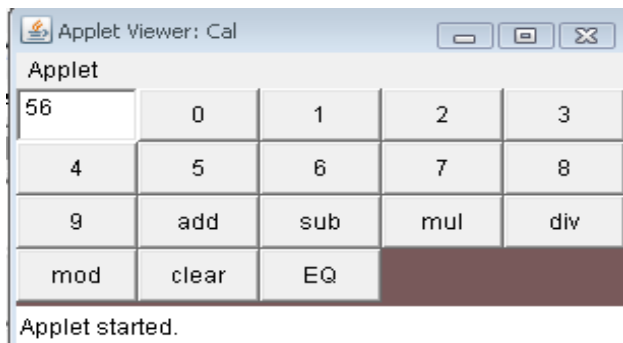 Applet Viewer: Cal
Applet
56 0 1 2 3
4 5 6 7 8
9 add sub mul div
mod clear EQ
Applet started.